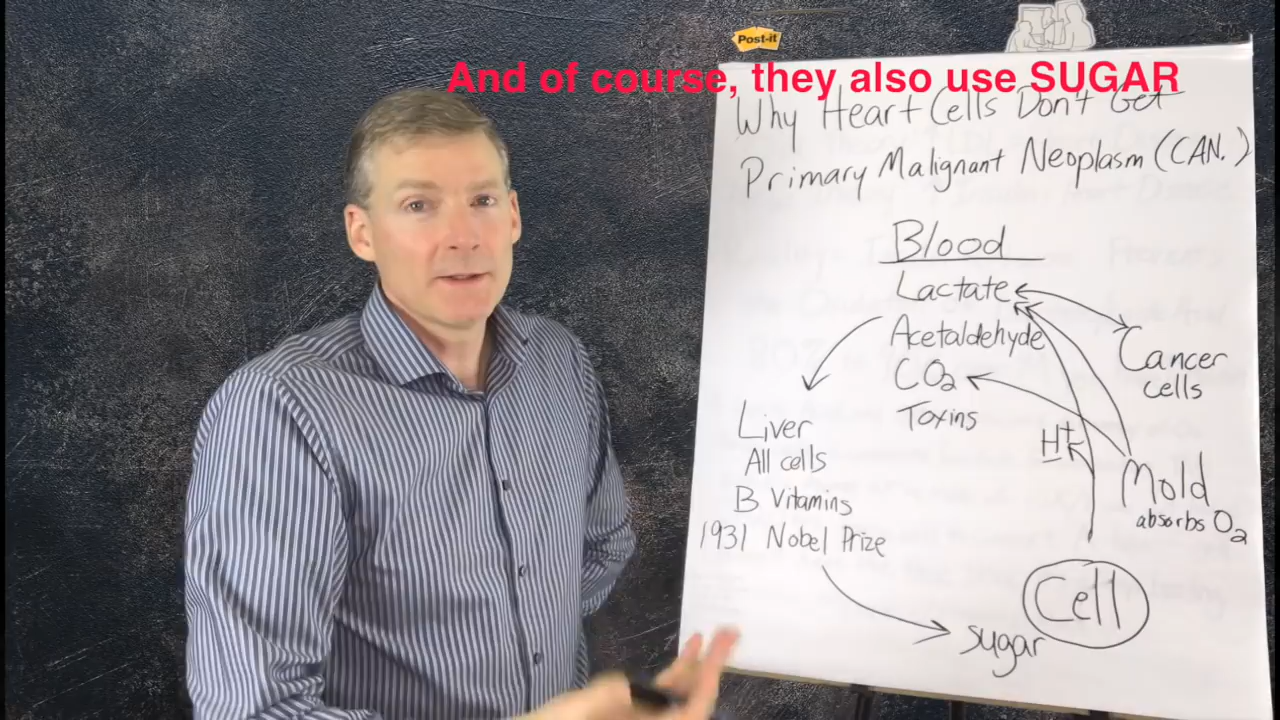 Post-it
And of course, they also use SUGAR
Why Heart Cells Don't Get
Primary Malignant Neoplasm (CAN.)
Blood
Lactate
Acetaldehyde
CO2
Toxins
Cancer
cells
Liver
All cells
B Vitamins
1931 Nobel Prize
H+
Mold
absorbs O2
Cell
sugar